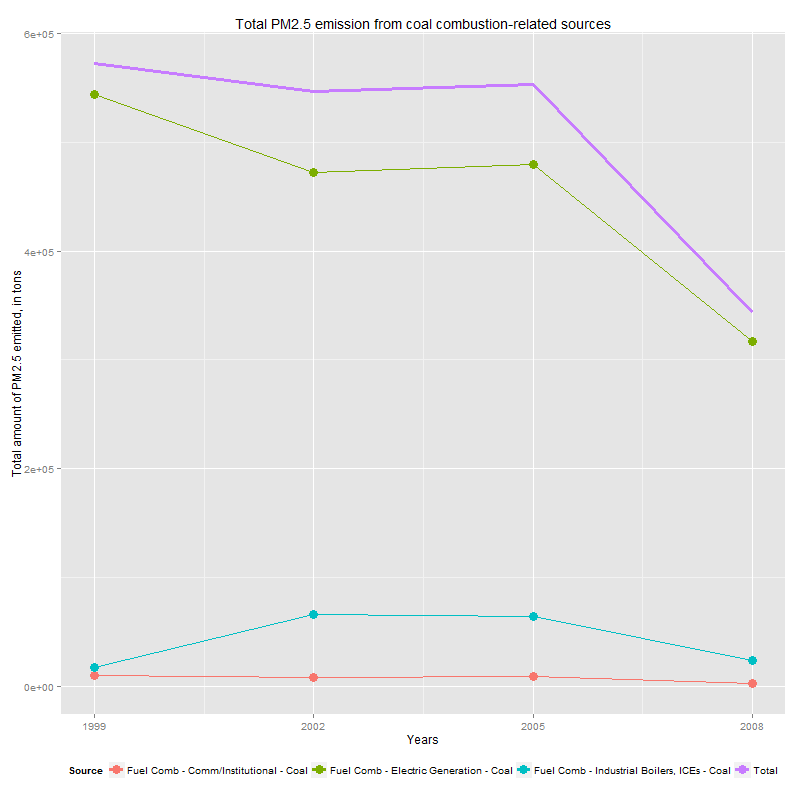 Total PM2.5 emission from coal combustion-related sources
Total amount of PM2.5 emitted, in tons
6e+05
4e+05
2e+05
0e+00
1999 2002 2005 2008
Years
Source Fuel Comb - Comm/Institutional - Coal Fuel Comb - Electric Generation - Coal Fuel Comb - Industrial Boilers, ICEs - Coal Total